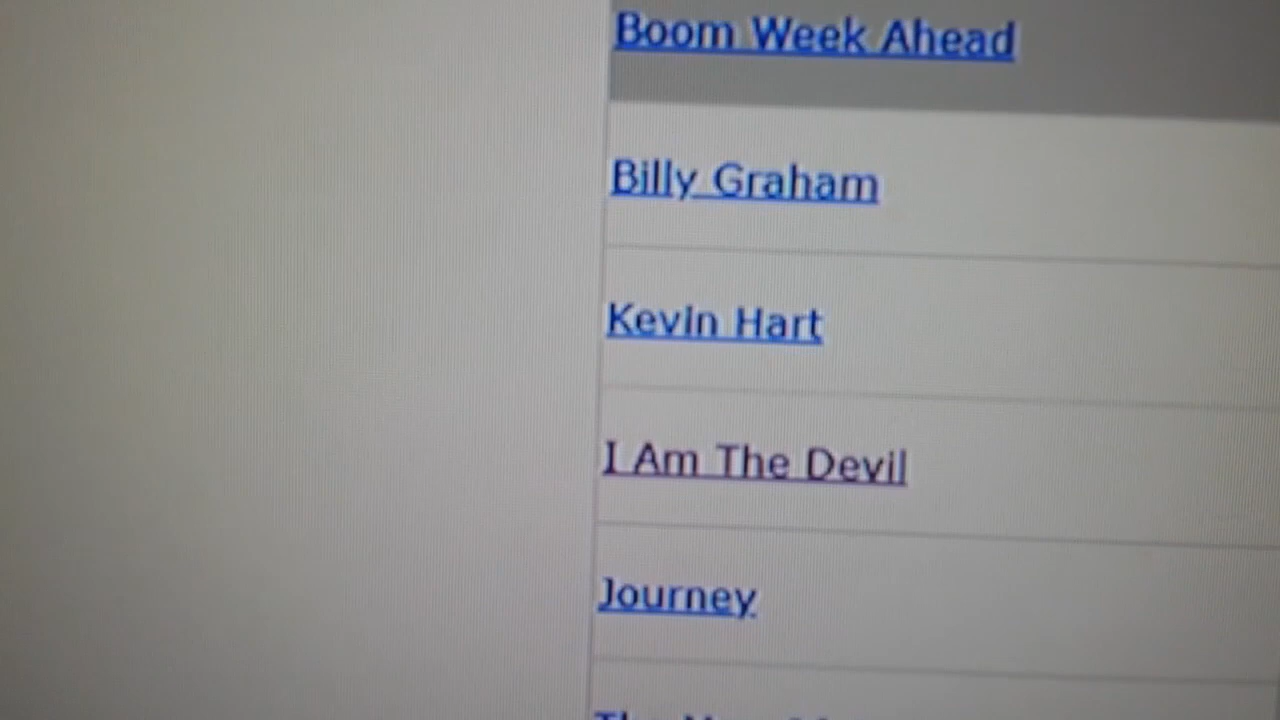 Boom Week Ahead
Billy Graham
Kevin Hart
I Am The Devil
Journey